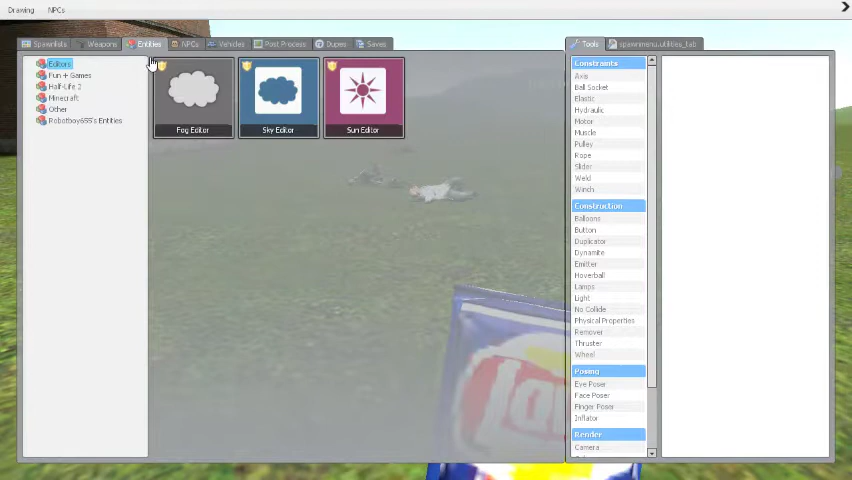 Drawing NPCs
Spawnlists Weapons Entities NPCs Vehicles Post Process Dupes Saves
Tools spawnmenu.utilities_tab
Editors
Fun + Games
Half-Life 2
Minecraft
Other
Robotboy655's Entities
Fog Editor Sky Editor Sun Editor
Constraints
Axis
Ball Socket
Elastic
Hydraulic
Motor
Muscle
Pulley
Rope
Slider
Weld
Winch
Construction
Balloons
Button
Duplicator
Dynamite
Emitter
Hoverball
Lamps
Light
No Collide
Physical Properties
Remover
Thruster
Wheel
Posing
Eye Poser
Face Poser
Finger Poser
Inflator
Render
Camera